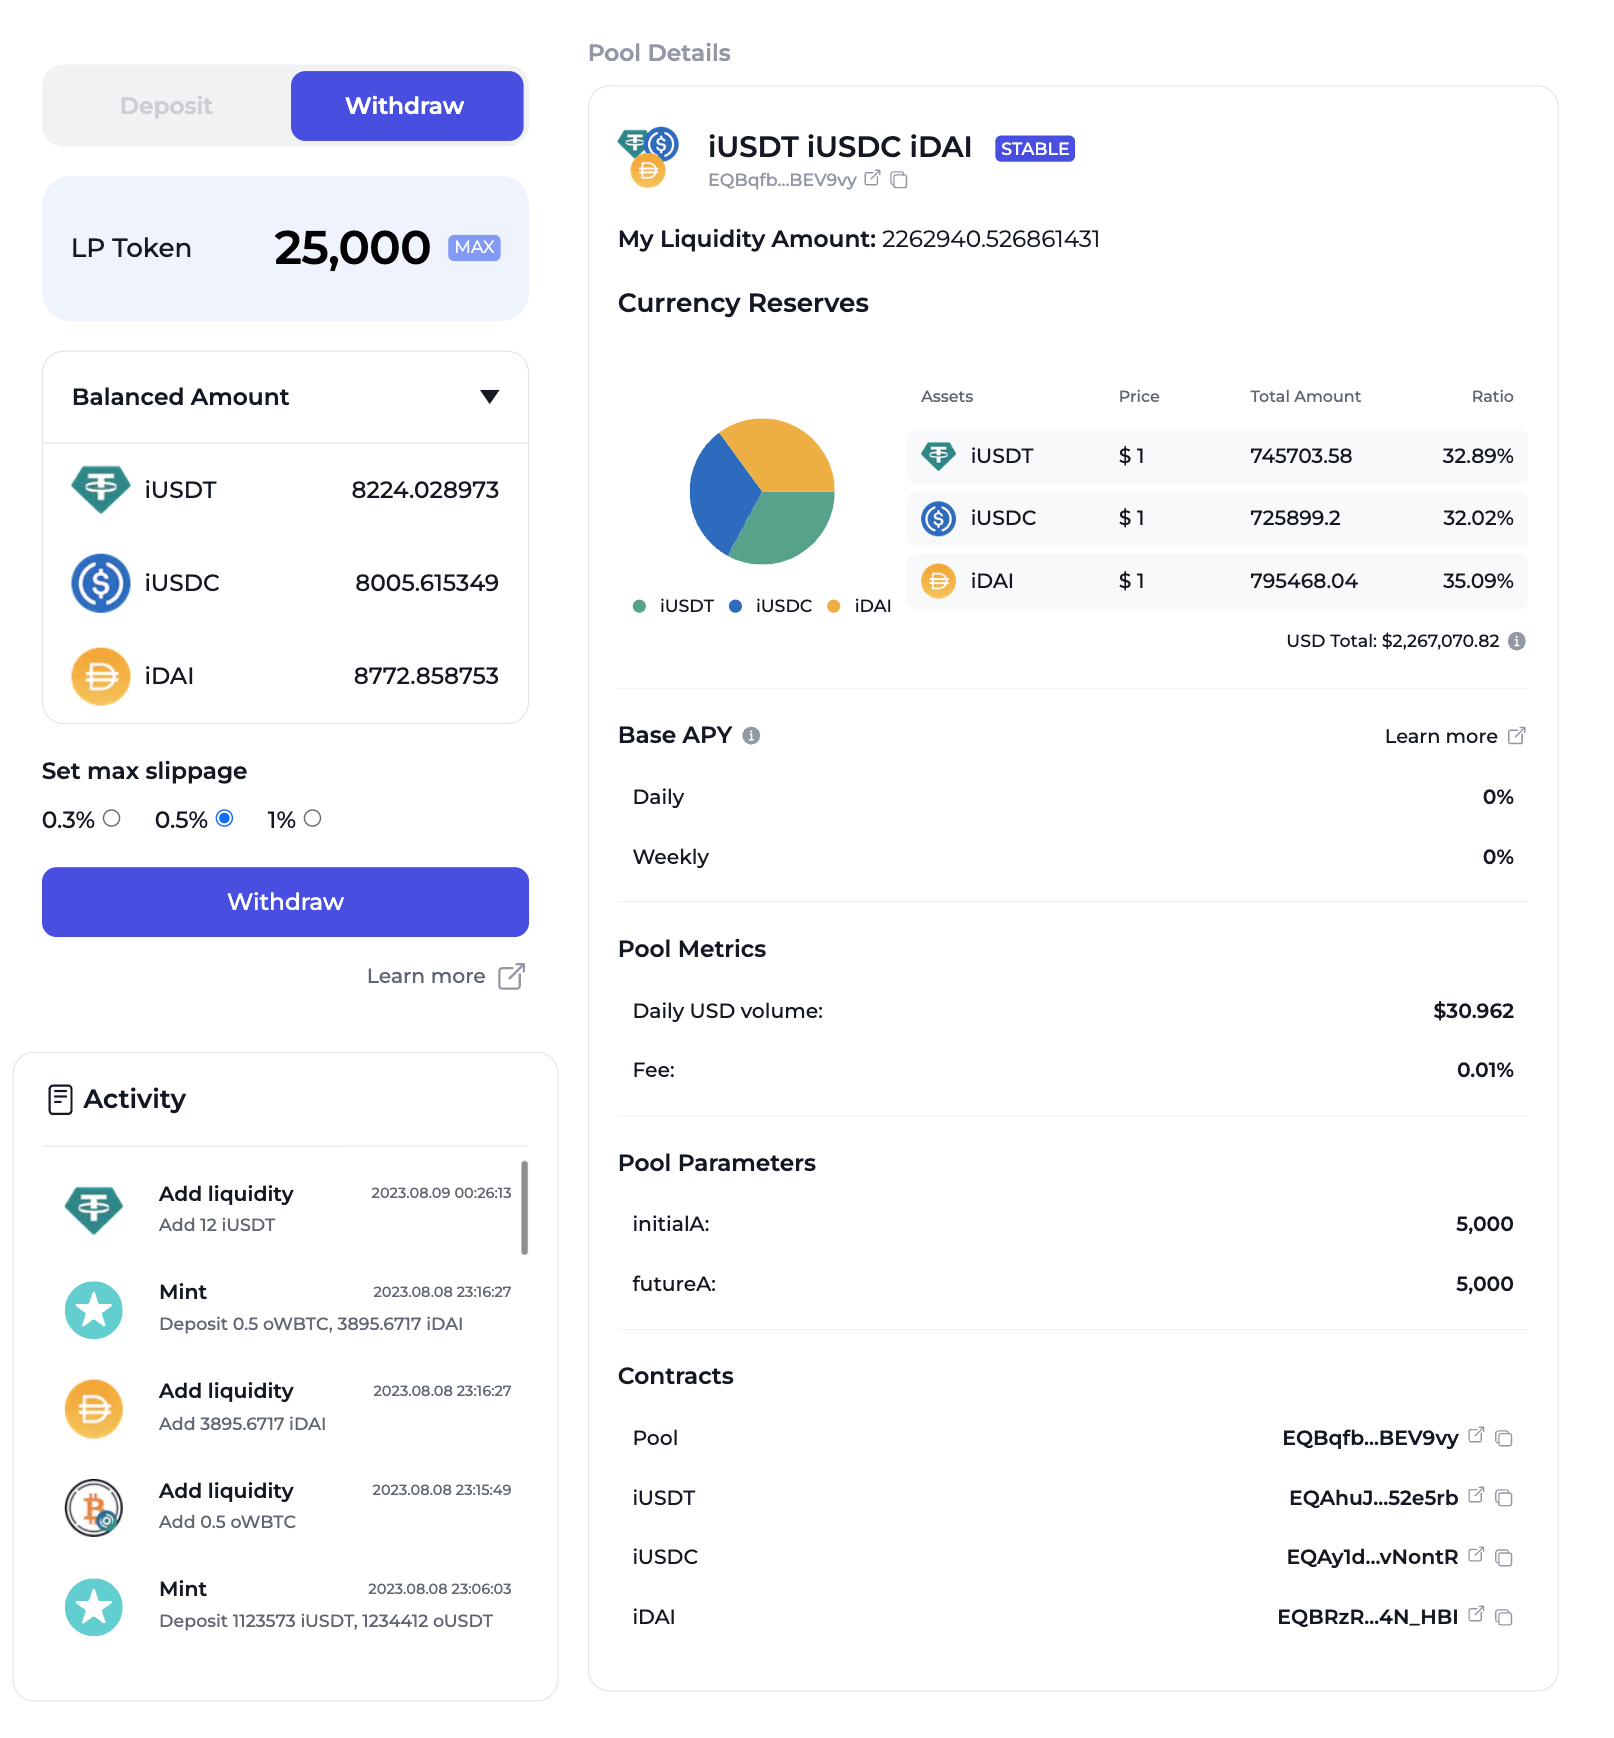 Deposit
Withdraw
LP Token
25,000
MAX
Balanced Amount
iUSDT 8224.028973
iUSDC 8005.615349
iDAI 8772.858753
Set max slippage
0.3% 0.5% 1%
Withdraw
Learn more
Activity
Add liquidity 2023.08.09 00:26:13
Add 12 iUSDT
Mint 2023.08.08 23:16:27
Deposit 0.5 oWBTC, 3895.6717 iDAI
Add liquidity 2023.08.08 23:16:27
Add 3895.6717 iDAI
Add liquidity 2023.08.08 23:15:49
Add 0.5 oWBTC
Mint 2023.08.08 23:06:03
Deposit 1123573 iUSDT, 1234412 oUSDT
Pool Details
iUSDT iUSDC iDAI STABLE
EQBqfb...BEV9vy
My Liquidity Amount: 2262940.526861431
Currency Reserves
iUSDT iUSDC iDAI
Assets Price Total Amount Ratio
iUSDT $ 1 745703.58 32.89%
iUSDC $ 1 725899.2 32.02%
iDAI $ 1 795468.04 35.09%
USD Total: $2,267,070.82
Base APY
Learn more
Daily 0%
Weekly 0%
Pool Metrics
Daily USD volume: $30.962
Fee: 0.01%
Pool Parameters
initialA: 5,000
futureA: 5,000
Contracts
Pool EQBqfb...BEV9vy
iUSDT EQAhuJ...52e5rb
iUSDC EQAy1d...vNontR
iDAI EQBRzR...4N_HBI